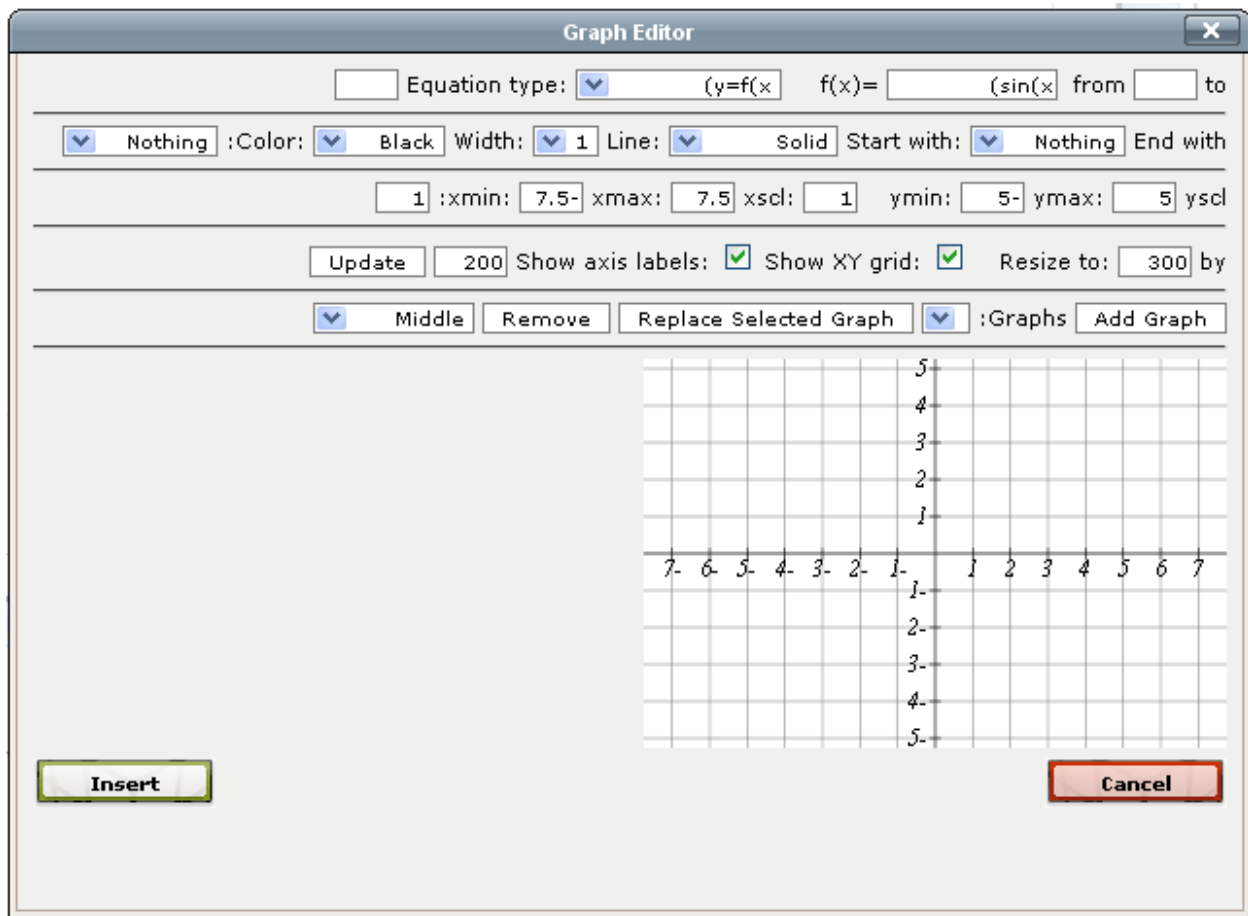 Graph Editor
Equation type: (y=f(x f(x)= (sin(x from to
Nothing :Color: Black Width: 1 Line: Solid Start with: Nothing End with
1 :xmin: 7.5- xmax: 7.5 xscl: 1 ymin: 5- ymax: 5 yscl
Update 200 Show axis labels: Show XY grid: Resize to: 300 by
Middle Remove Replace Selected Graph :Graphs Add Graph
5
4
3
2
1
7- 6- 5- 4- 3- 2- 1- 1 2 3 4 5 6 7
1-
2-
3-
4-
5-
Insert Cancel